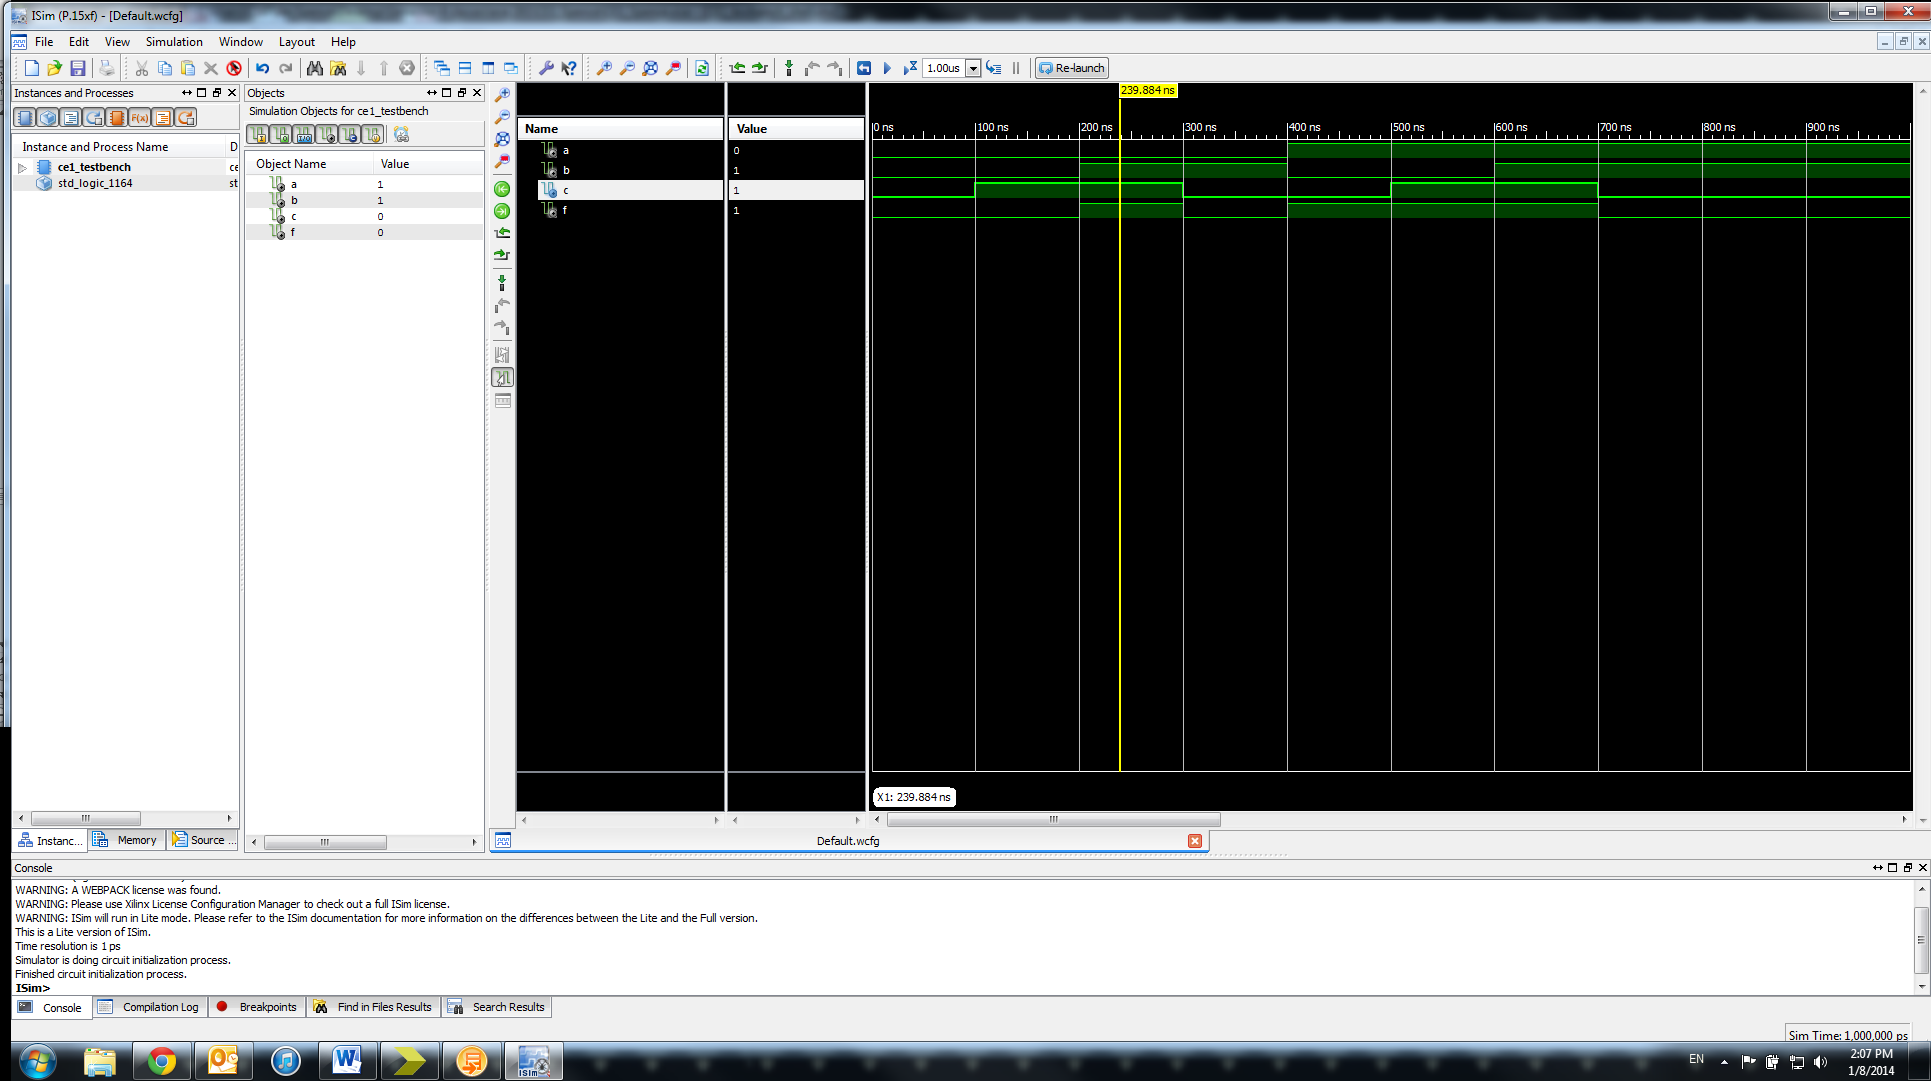 ISim (P.15xf) - [Default.wcfg]
File Edit View Simulation Window Layout Help
1.00us Re-launch
Instances and Processes
Instance and Process Name D
ce1_testbench ce
std_logic_1164 st
Instanc... Memory Source ...
Objects
Simulation Objects for ce1_testbench
Object Name Value
a 1
b 1
c 0
f 0
239.884 ns
Name Value
0 ns 100 ns 200 ns 300 ns 400 ns 500 ns 600 ns 700 ns 800 ns 900 ns
a 0
b 1
c 1
f 1
X1: 239.884 ns
Default.wcfg
Console
WARNING: A WEBPACK license was found.
WARNING: Please use Xilinx License Configuration Manager to check out a full ISim license.
WARNING: ISim will run in Lite mode. Please refer to the ISim documentation for more information on the differences between the Lite and the Full version.
This is a Lite version of ISim.
Time resolution is 1 ps
Simulator is doing circuit initialization process.
Finished circuit initialization process.
ISim>
Console Compilation Log Breakpoints Find in Files Results Search Results
Sim Time: 1,000,000 ps
EN 2:07 PM
1/8/2014